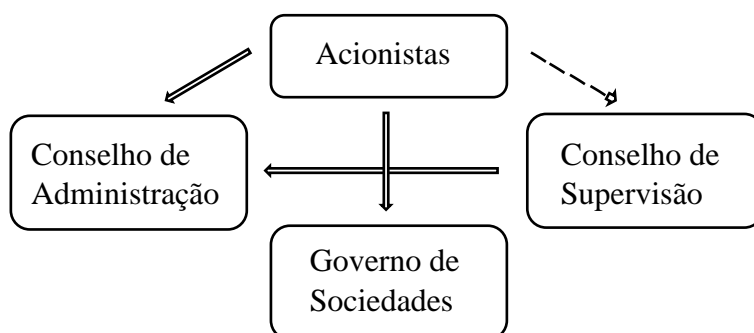 Acionistas
Conselho de
Administração
Conselho de
Supervisão
Governo de
Sociedades